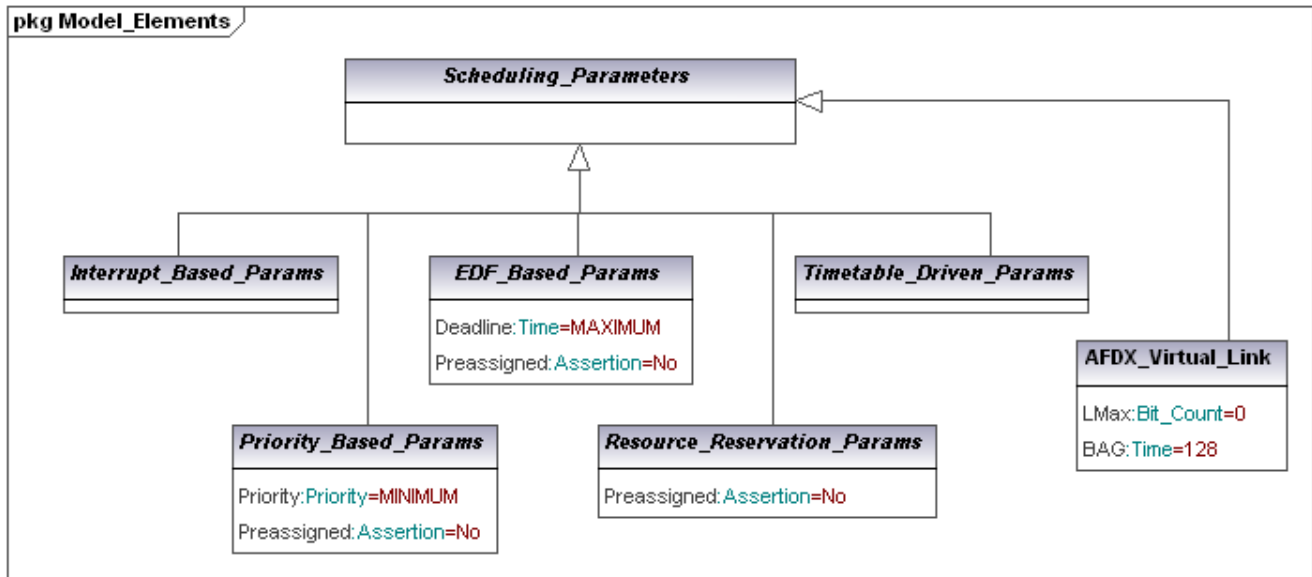 pkg Model_Elements
Scheduling_Parameters
Interrupt_Based_Params
EDF_Based_Params
Deadline:Time=MAXIMUM
Preassigned:Assertion=No
Timetable_Driven_Params
AFDX_Virtual_Link
LMax:Bit_Count=0
BAG:Time=128
Priority_Based_Params
Priority:Priority=MINIMUM
Preassigned:Assertion=No
Resource_Reservation_Params
Preassigned:Assertion=No